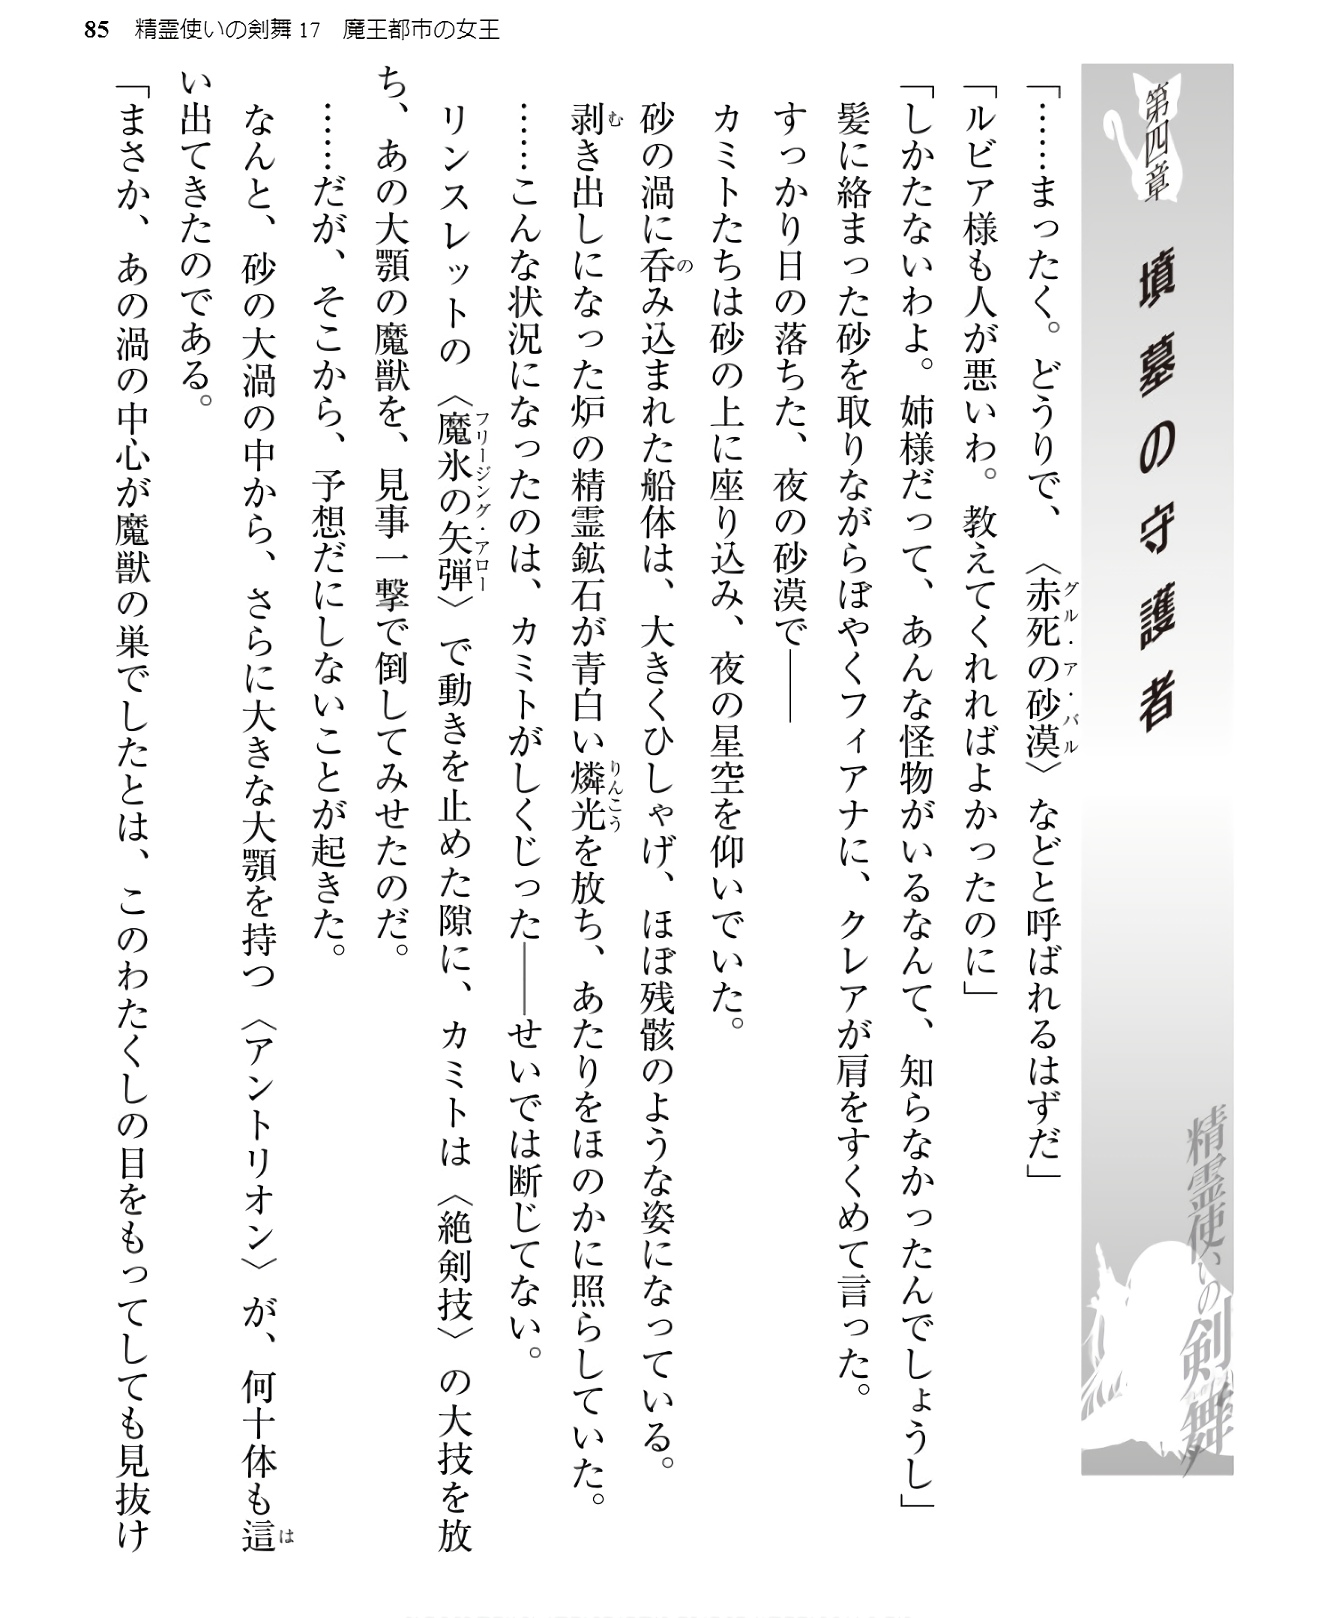 85　精霊使いの剣舞 17　魔王都市の女王
第四章　墳墓の守護者
精霊使いの剣舞
「……まったく。どうりで、〈赤死の砂漠〉などと呼ばれるはずだ」
グル・ア・バル
「ルビア様も人が悪いわ。教えてくれればよかったのに」
「しかたないわよ。姉様だって、あんな怪物がいるなんて、知らなかったんでしょうし」
髪に絡まった砂を取りながらぼやくフィアナに、クレアが肩をすくめて言った。
すっかり日の落ちた、夜の砂漠で――
カミトたちは砂の上に座り込み、夜の星空を仰いでいた。
砂の渦に呑み込まれた船体は、大きくひしゃげ、ほぼ残骸のような姿になっている。
の
剥き出しになった炉の精霊鉱石が青白い燐光を放ち、あたりをほのかに照らしていた。
む
りんこう
……こんな状況になったのは、カミトがしくじった――せいでは断じてない。
リンスレットの〈魔氷の矢弾〉で動きを止めた隙に、カミトは〈絶剣技〉の大技を放
フリージング・アロー
ち、あの大顎の魔獣を、見事一撃で倒してみせたのだ。
……だが、そこから、予想だにしないことが起きた。
なんと、砂の大渦の中から、さらに大きな大顎を持つ〈アントリオン〉が、何十体も這
は
い出てきたのである。
「まさか、あの渦の中心が魔獣の巣でしたとは、このわたくしの目をもってしても見抜け